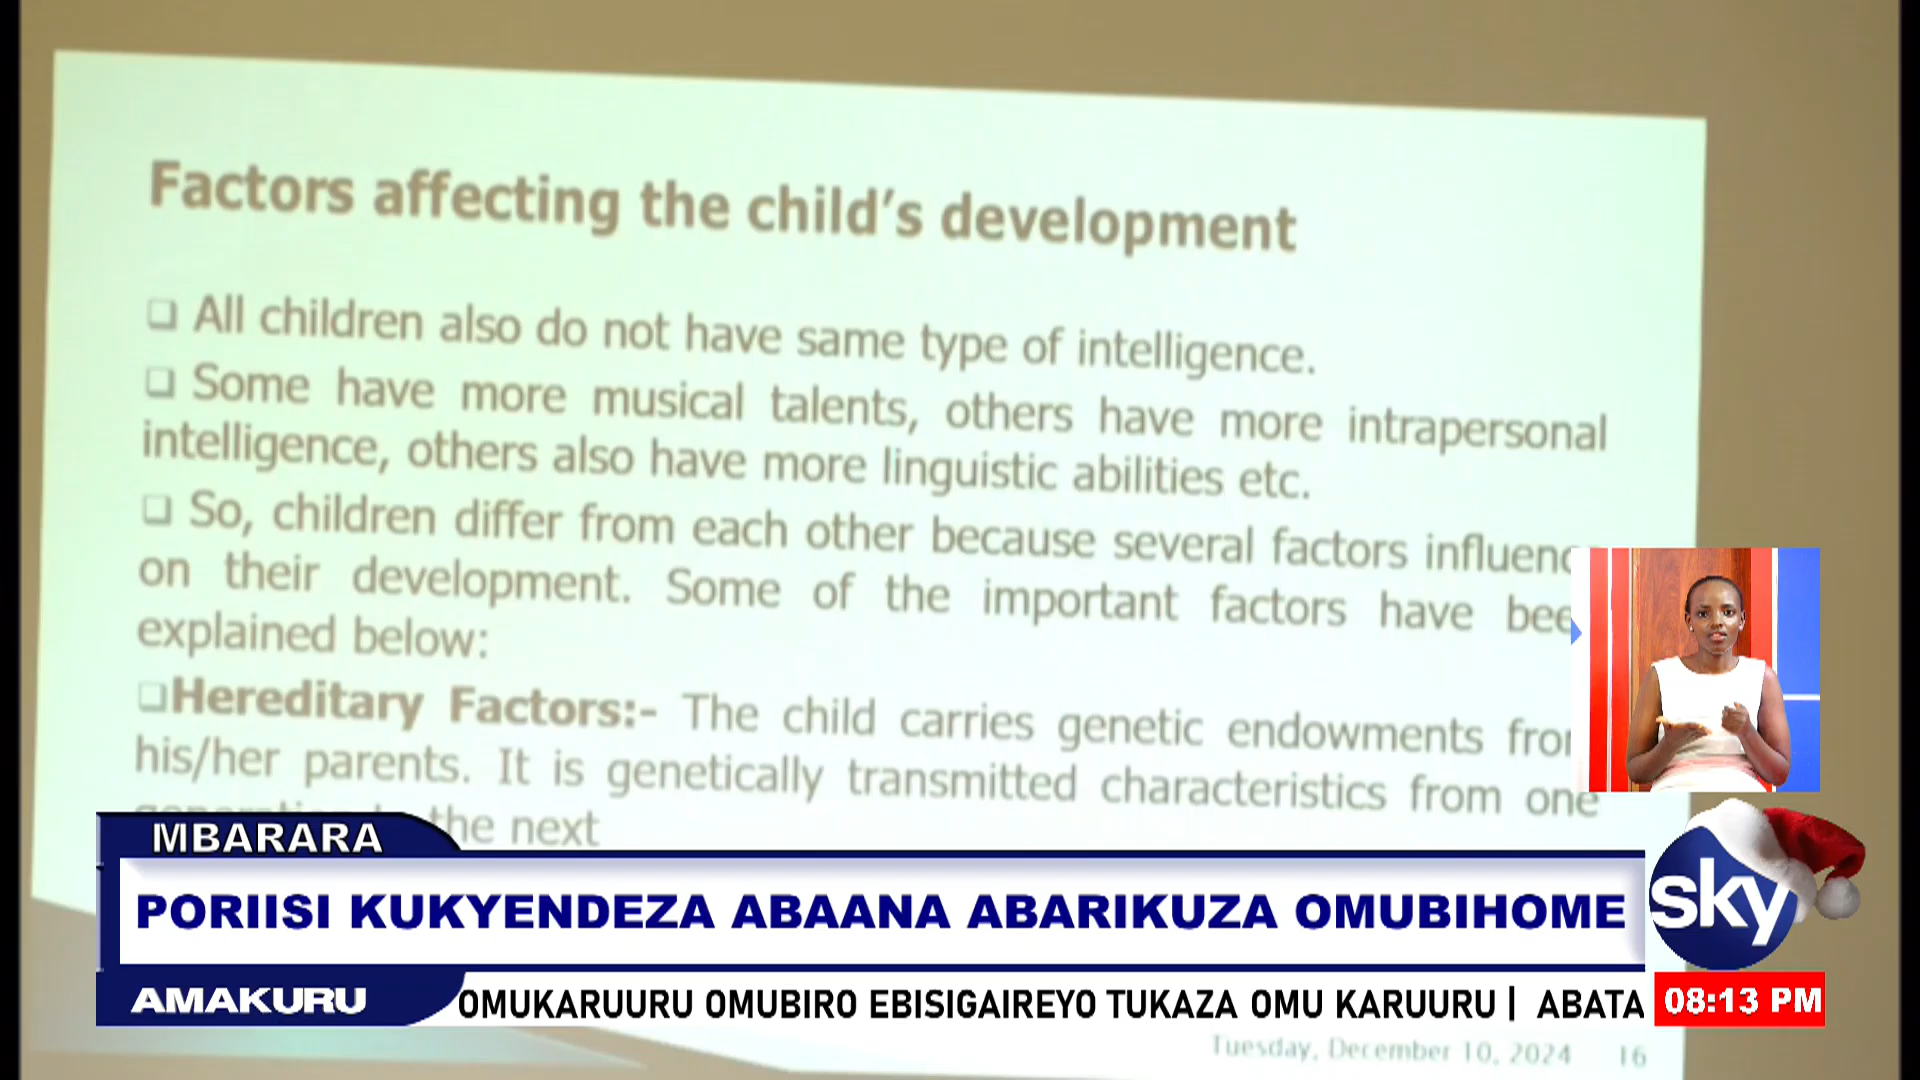 Factors affecting the child's development
❑ All children also do not have same type of intelligence.
❑ Some have more musical talents, others have more intrapersonal
intelligence, others also have more linguistic abilities etc.
❑ So, children differ from each other because several factors influenc
on their development. Some of the important factors have bee
explained below:
❑Hereditary Factors:- The child carries genetic endowments from
his/her parents. It is genetically transmitted characteristics from one
the next
MBARARA
PORIISI KUKYENDEZA ABAANA ABARIKUZA OMUBIHOME
sky
AMAKURU
OMUKARUURU OMUBIRO EBISIGAIREYO TUKAZA OMU KARUURU | ABATA
08:13 PM
Tuesday, December 10, 2024 16